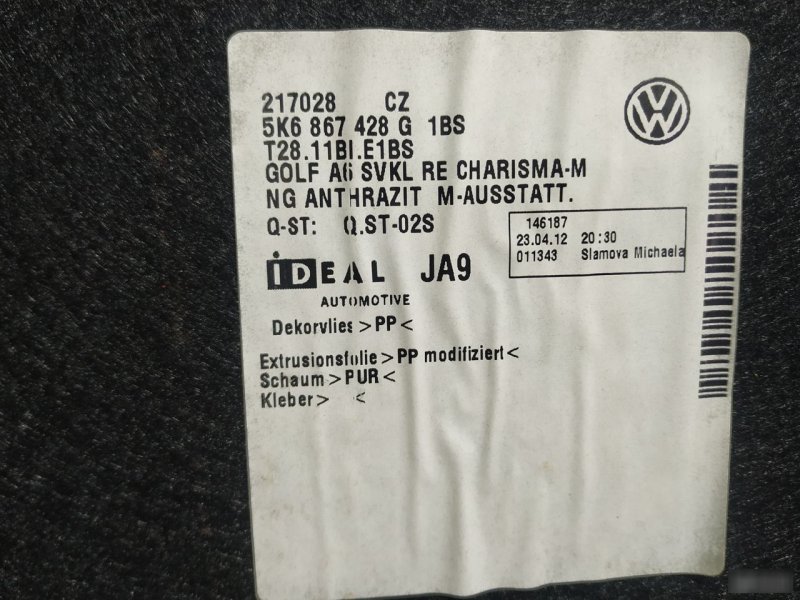 217028 CZ
5K6 867 428 G 1BS
T28.11BI.E1BS
GOLF A6 SVKL RE CHARISMA-M
NG ANTHRAZIT M-AUSSTATT.
Q-ST: Q.ST-02S
146187
23.04.12 20:30
011343 Slamova Michaela
iDEAL JA9
AUTOMOTIVE
Dekorvlies >PP<
Extrusionsfolie >PP modifiziert<
Schaum >PUR<
Kleber> <